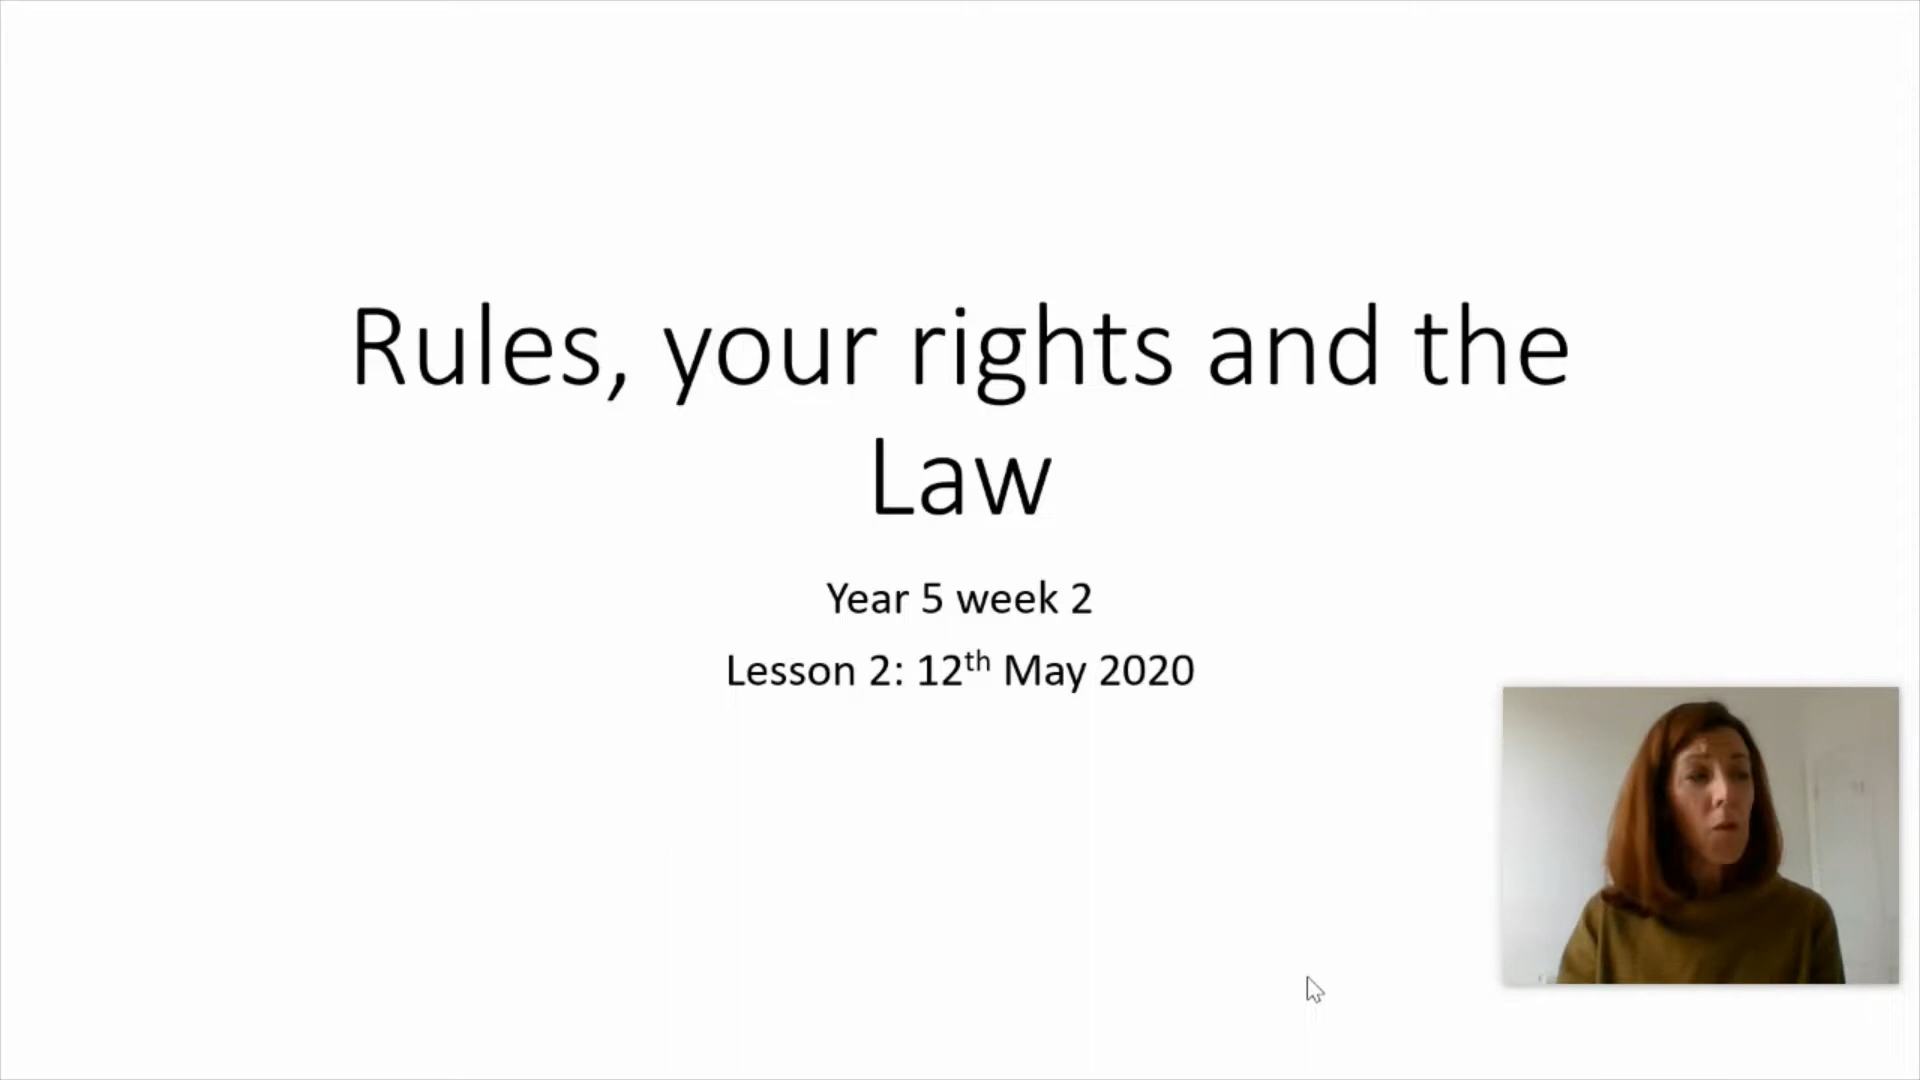 Rules, your rights and the
Law
Year 5 week 2
Lesson 2: 12th May 2020